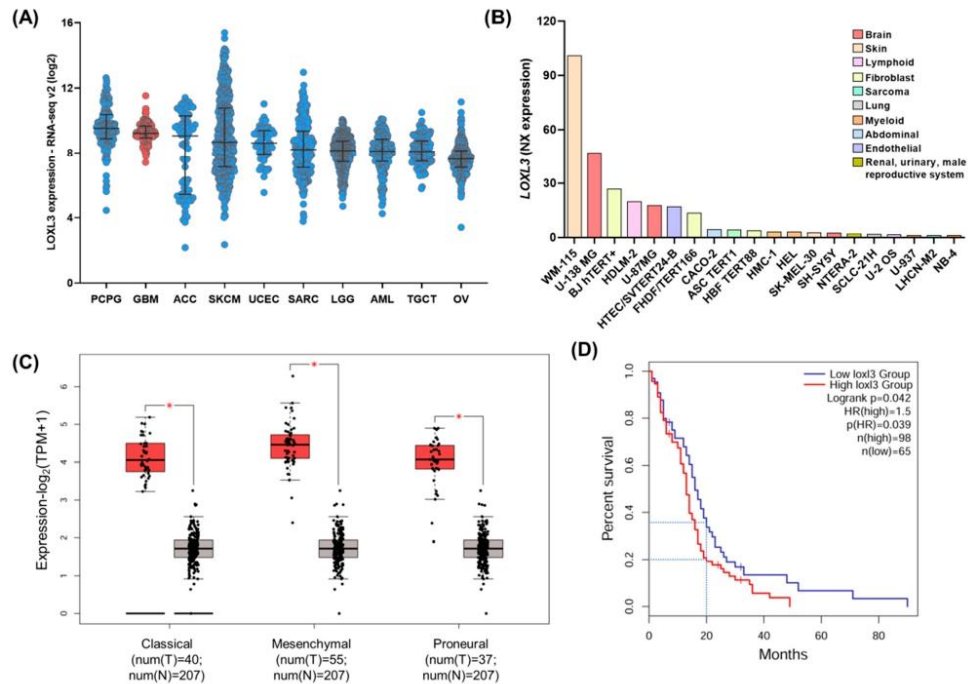 (A)
LOXL3 expression - RNA-seq v2 (log2)
16
12
8
4
0
PCPG GBM ACC SKCM UCEC SARC LGG AML TGCT OV
(B)
LOXL3 (NX expression)
120
90
60
30
0
Brain
Skin
Lymphoid
Fibroblast
Sarcoma
Lung
Myeloid
Abdominal
Endothelial
Renal, urinary, male
reproductive system
WM-115
U-138 MG
BJ hTERT+
HDLM-2
U-87MG
HTEC/SVTERT24-B
FHDF/TERT166
CACO-2
ASC TERT1
HBF TERT88
HMC-1
HEL
SK-MEL-30
SH-SY5Y
NTERA-2
SCLC-21H
U-2 OS
U-937
LHCN-M2
NB-4
(C)
Expression-log2(TPM+1)
6
5
4
3
2
1
0
* * *
Classical Mesenchymal Proneural
(num(T)=40; (num(T)=55; (num(T)=37;
num(N)=207) num(N)=207) num(N)=207)
(D)
Percent survival
1.0
0.8
0.6
0.4
0.2
0.0
Low loxl3 Group
High loxl3 Group
Logrank p=0.042
HR(high)=1.5
p(HR)=0.039
n(high)=98
n(low)=65
0 20 40 60 80
Months